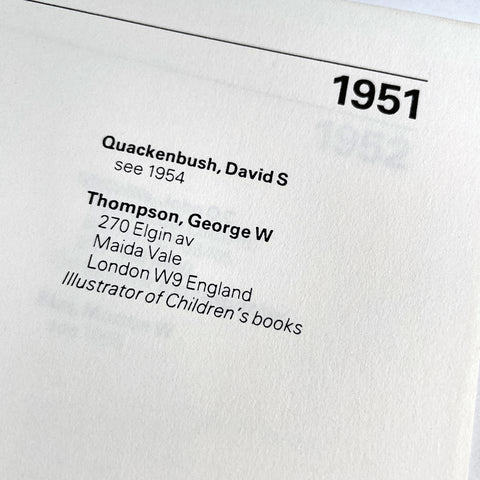 1951
Quackenbush, David S
see 1954
Thompson, George W
270 Elgin av
Maida Vale
London W9 England
Illustrator of Children's books
1952